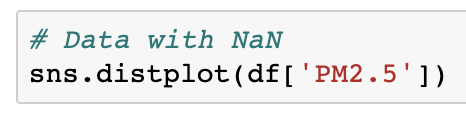 # Data with NaN
sns.distplot(df['PM2.5'])